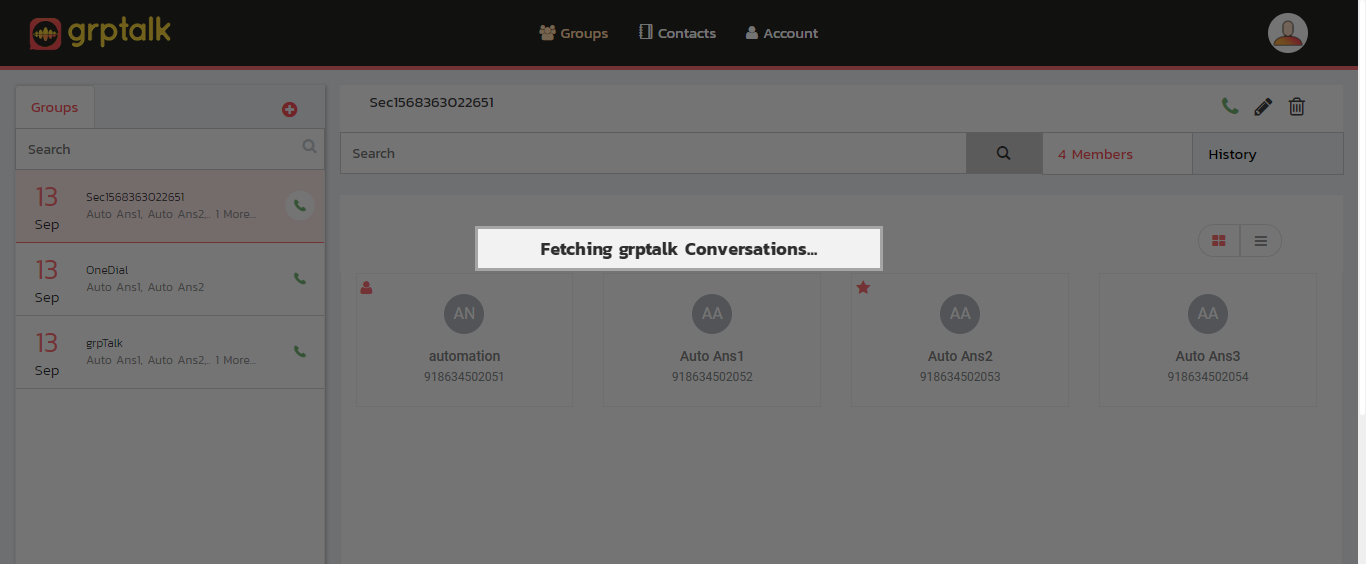 grptalk
Groups
Contacts
Account
Groups
Search
13
Sep
Sec1568363022651
Auto Ans1, Auto Ans2,.. 1 More...
13
Sep
OneDial
Auto Ans1, Auto Ans2
13
Sep
grpTalk
Auto Ans1, Auto Ans2,.. 1 More...
Sec1568363022651
Search
4 Members
History
Fetching grptalk Conversations...
AN
automation
918634502051
AA
Auto Ans1
918634502052
AA
Auto Ans2
918634502053
AA
Auto Ans3
918634502054